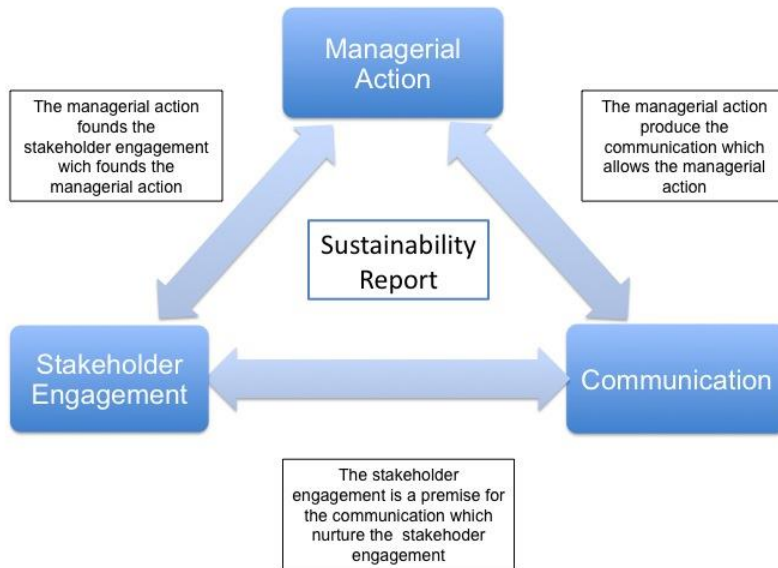 Managerial
Action
The managerial action
founds the
stakeholder engagement
wich founds the
managerial action
The managerial action
produce the
communication which
allows the managerial
action
Sustainability
Report
Stakeholder
Engagement
Communication
The stakeholder
engagement is a premise for
the communication which
nurture the stakehoder
engagement